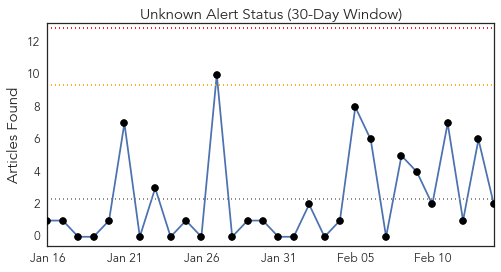 Unknown Alert Status (30-Day Window)
Articles Found
12
10
8
6
4
2
0
Jan 16 Jan 21 Jan 26 Jan 31 Feb 05 Feb 10